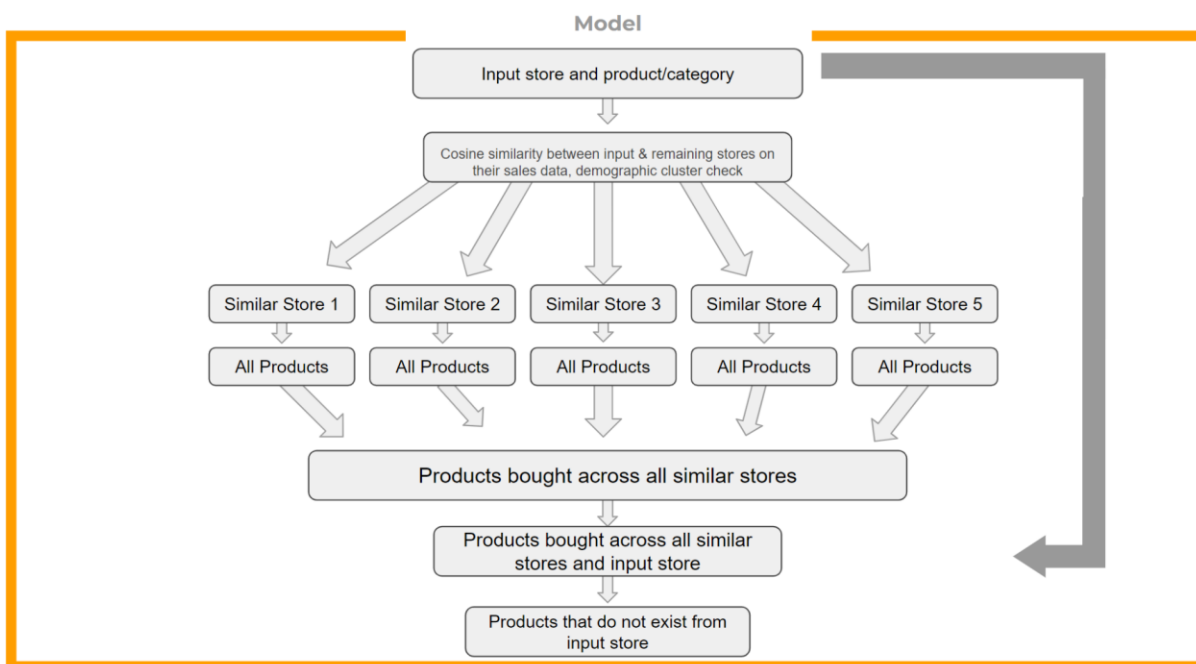 Model
Input store and product/category
Cosine similarity between input & remaining stores on
their sales data, demographic cluster check
Similar Store 1
Similar Store 2
Similar Store 3
Similar Store 4
Similar Store 5
All Products
All Products
All Products
All Products
All Products
Products bought across all similar stores
Products bought across all similar
stores and input store
Products that do not exist from
input store